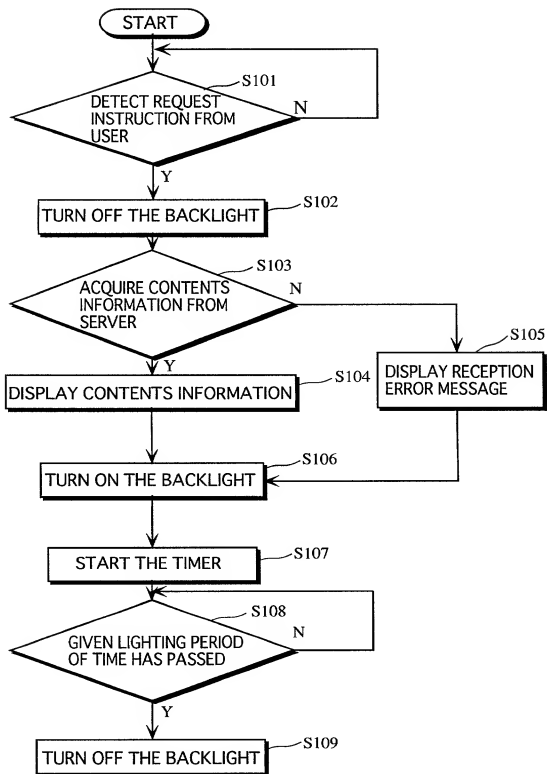 START
S101
DETECT REQUEST
INSTRUCTION FROM
USER
N
Y
S102
TURN OFF THE BACKLIGHT
S103
ACQUIRE CONTENTS
INFORMATION FROM
SERVER
N
Y
S105
DISPLAY RECEPTION
ERROR MESSAGE
S104
DISPLAY CONTENTS INFORMATION
S106
TURN ON THE BACKLIGHT
S107
START THE TIMER
S108
GIVEN LIGHTING PERIOD
OF TIME HAS PASSED
N
Y
S109
TURN OFF THE BACKLIGHT